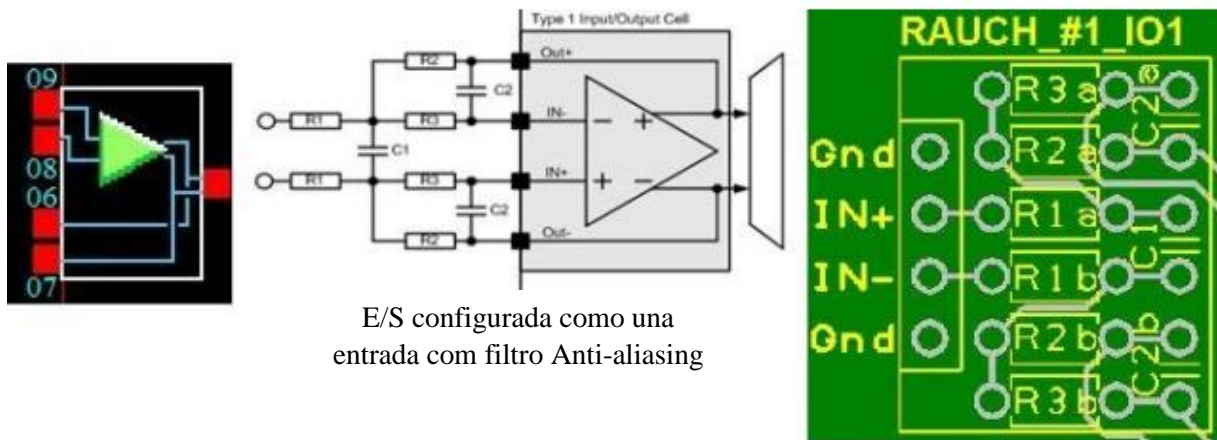 09
08
06
07
Type 1 Input/Output Cell
R2
Out+
C2
R1
R3
IN-
C1
R1
R3
IN+
C2
R2
Out-
E/S configurada como una
entrada com filtro Anti-aliasing
RAUCH_#1_IO1
R3a
C2a
Gnd
R2a
IN+
R1a
C1
IN-
R1b
Gnd
R2b
C2b
R3b